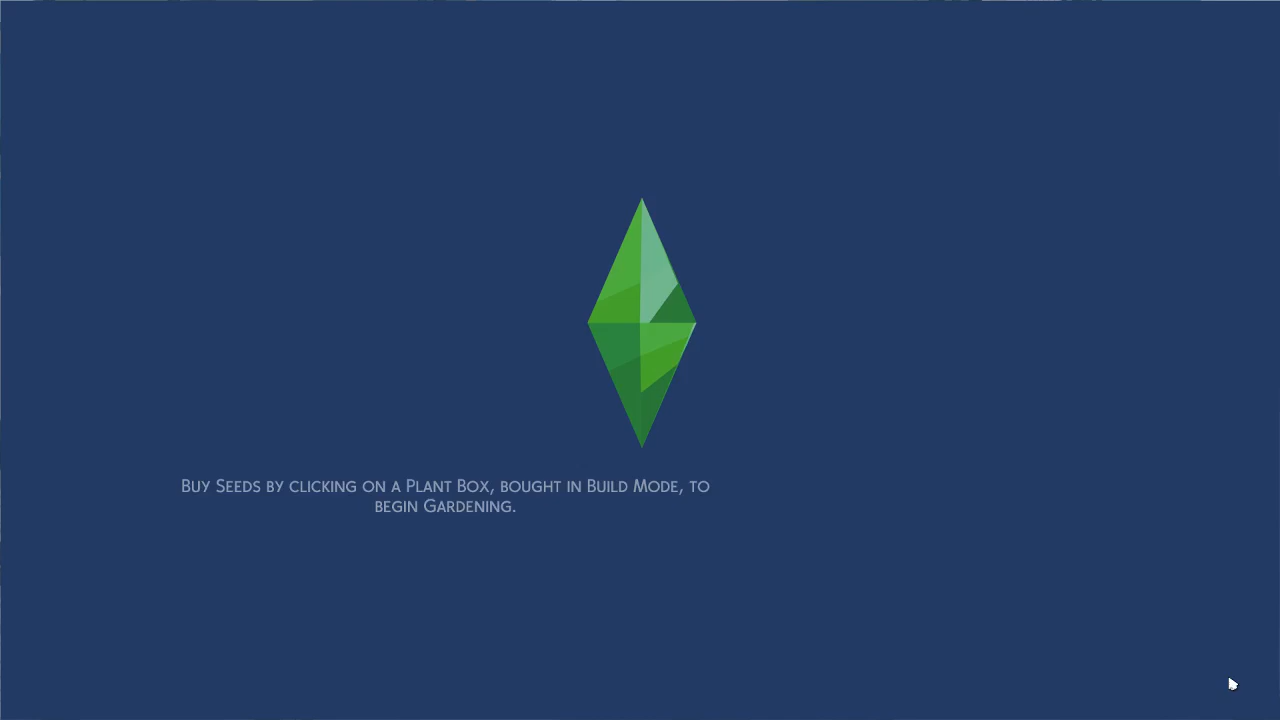 Buy Seeds by clicking on a Plant Box, bought in Build Mode, to
begin Gardening.